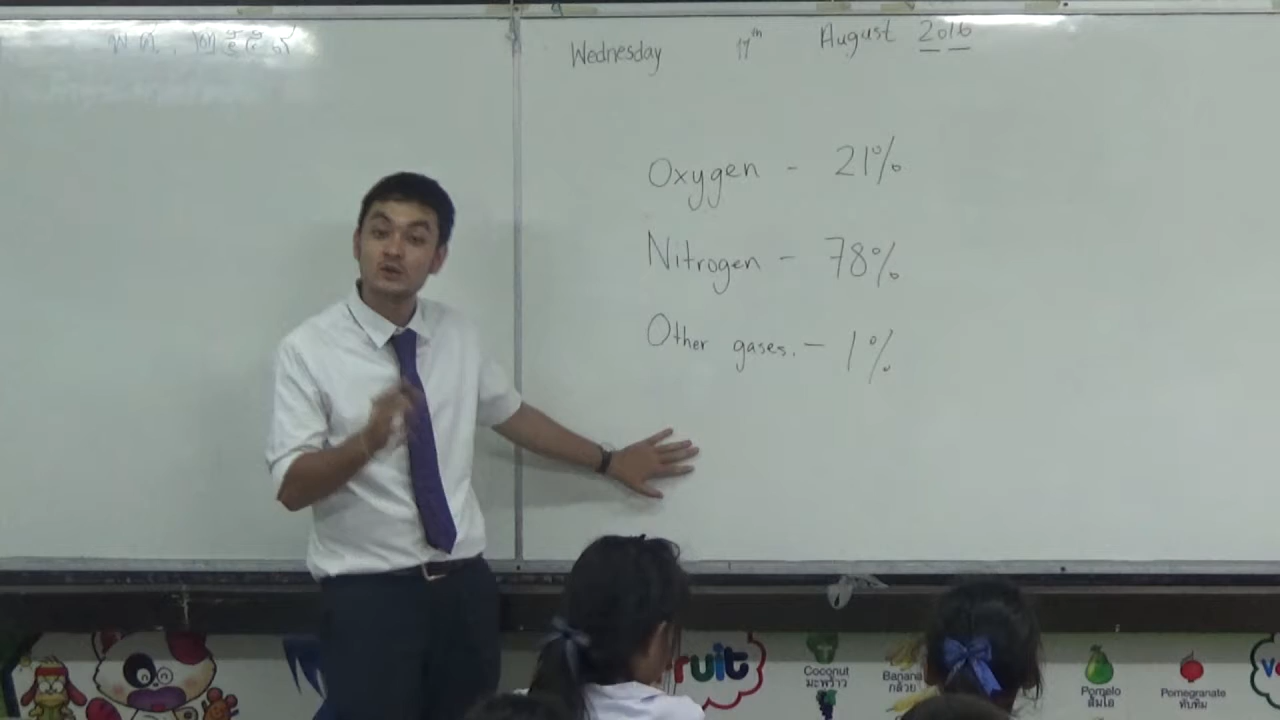 Wednesday 17th August 2016
Oxygen - 21%
Nitrogen - 78%
Other gases. - 1%
fruit
Coconut
มะพร้าว
Banana
กล้วย
Pomelo
ส้มโอ
Pomegranate
ทับทิม